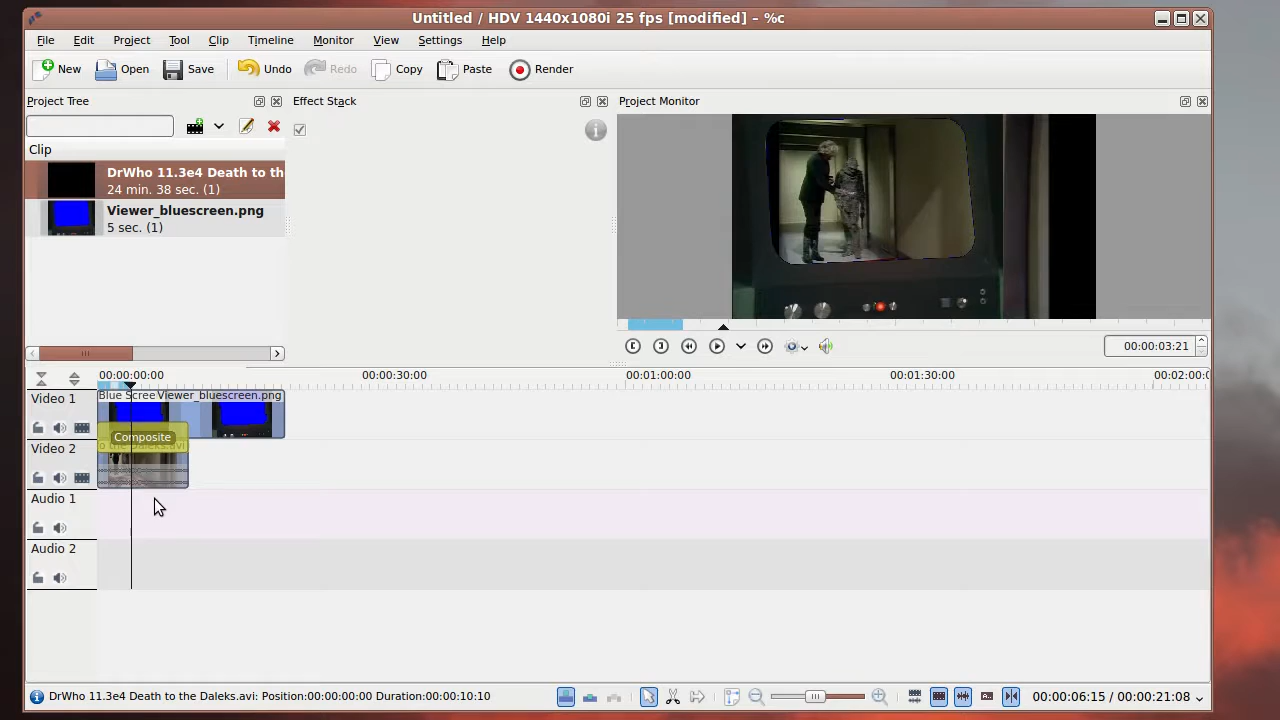 Untitled / HDV 1440x1080i 25 fps [modified] – %c
File Edit Project Tool Clip Timeline Monitor View Settings Help
New Open Save Undo Redo Copy Paste Render
Project Tree Effect Stack Project Monitor
Clip
DrWho 11.3e4 Death to th
24 min. 38 sec. (1)
Viewer_bluescreen.png
5 sec. (1)
00:00:03:21
00:00:00:00 00:00:30:00 00:01:00:00 00:01:30:00 00:02:00:0
Video 1 Blue Scree Viewer_bluescreen.png
Composite
Video 2 o the Daleks.avi
Audio 1
Audio 2
DrWho 11.3e4 Death to the Daleks.avi: Position:00:00:00:00 Duration:00:00:10:10
00:00:06:15 / 00:00:21:08